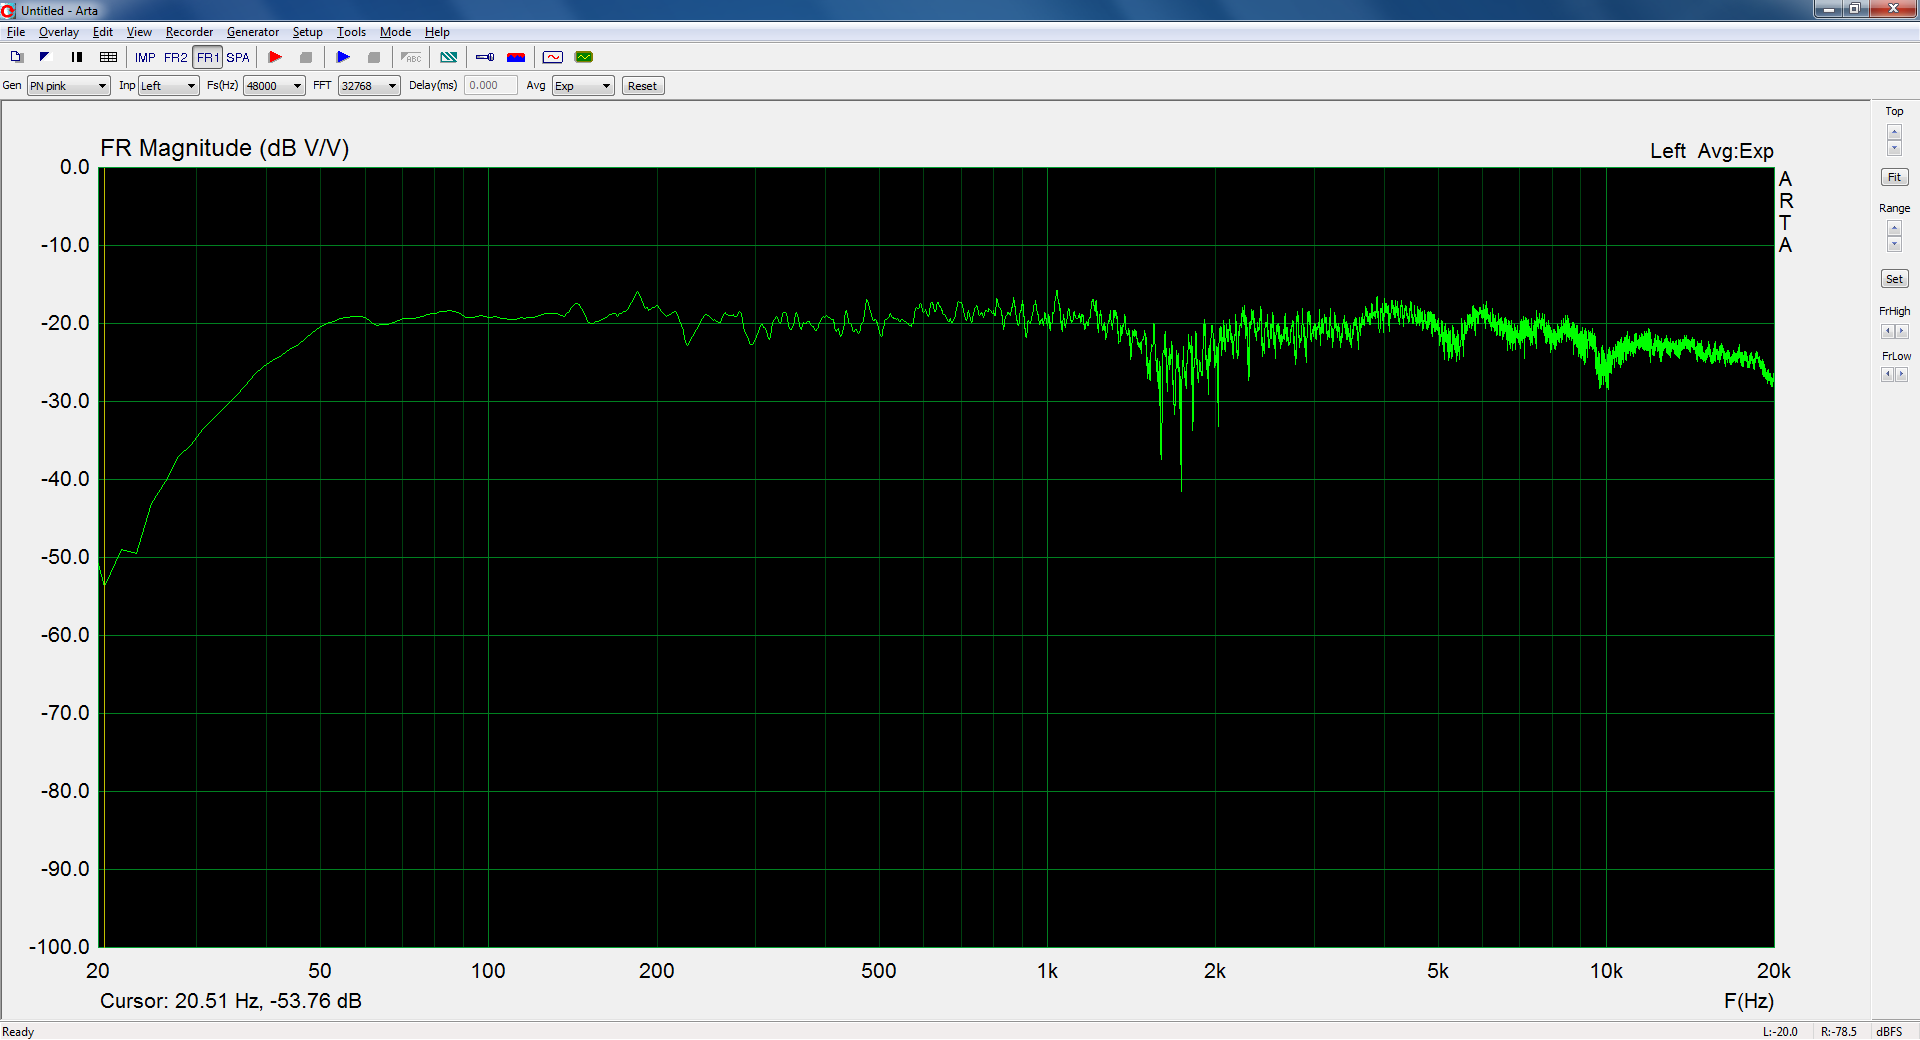 Untitled - Arta
File Overlay Edit View Recorder Generator Setup Tools Mode Help
IMP FR2 FR1 SPA ABC
Gen PN pink Inp Left Fs(Hz) 48000 FFT 32768 Delay(ms) 0.000 Avg Exp Reset
Top
FR Magnitude (dB V/V)
Left Avg:Exp
0.0
A
R
T
A
Fit
Range
-10.0
Set
FrHigh
-20.0
FrLow
-30.0
-40.0
-50.0
-60.0
-70.0
-80.0
-90.0
-100.0
20 50 100 200 500 1k 2k 5k 10k 20k
Cursor: 20.51 Hz, -53.76 dB
F(Hz)
Ready
L:-20.0 R:-78.5 dBFS